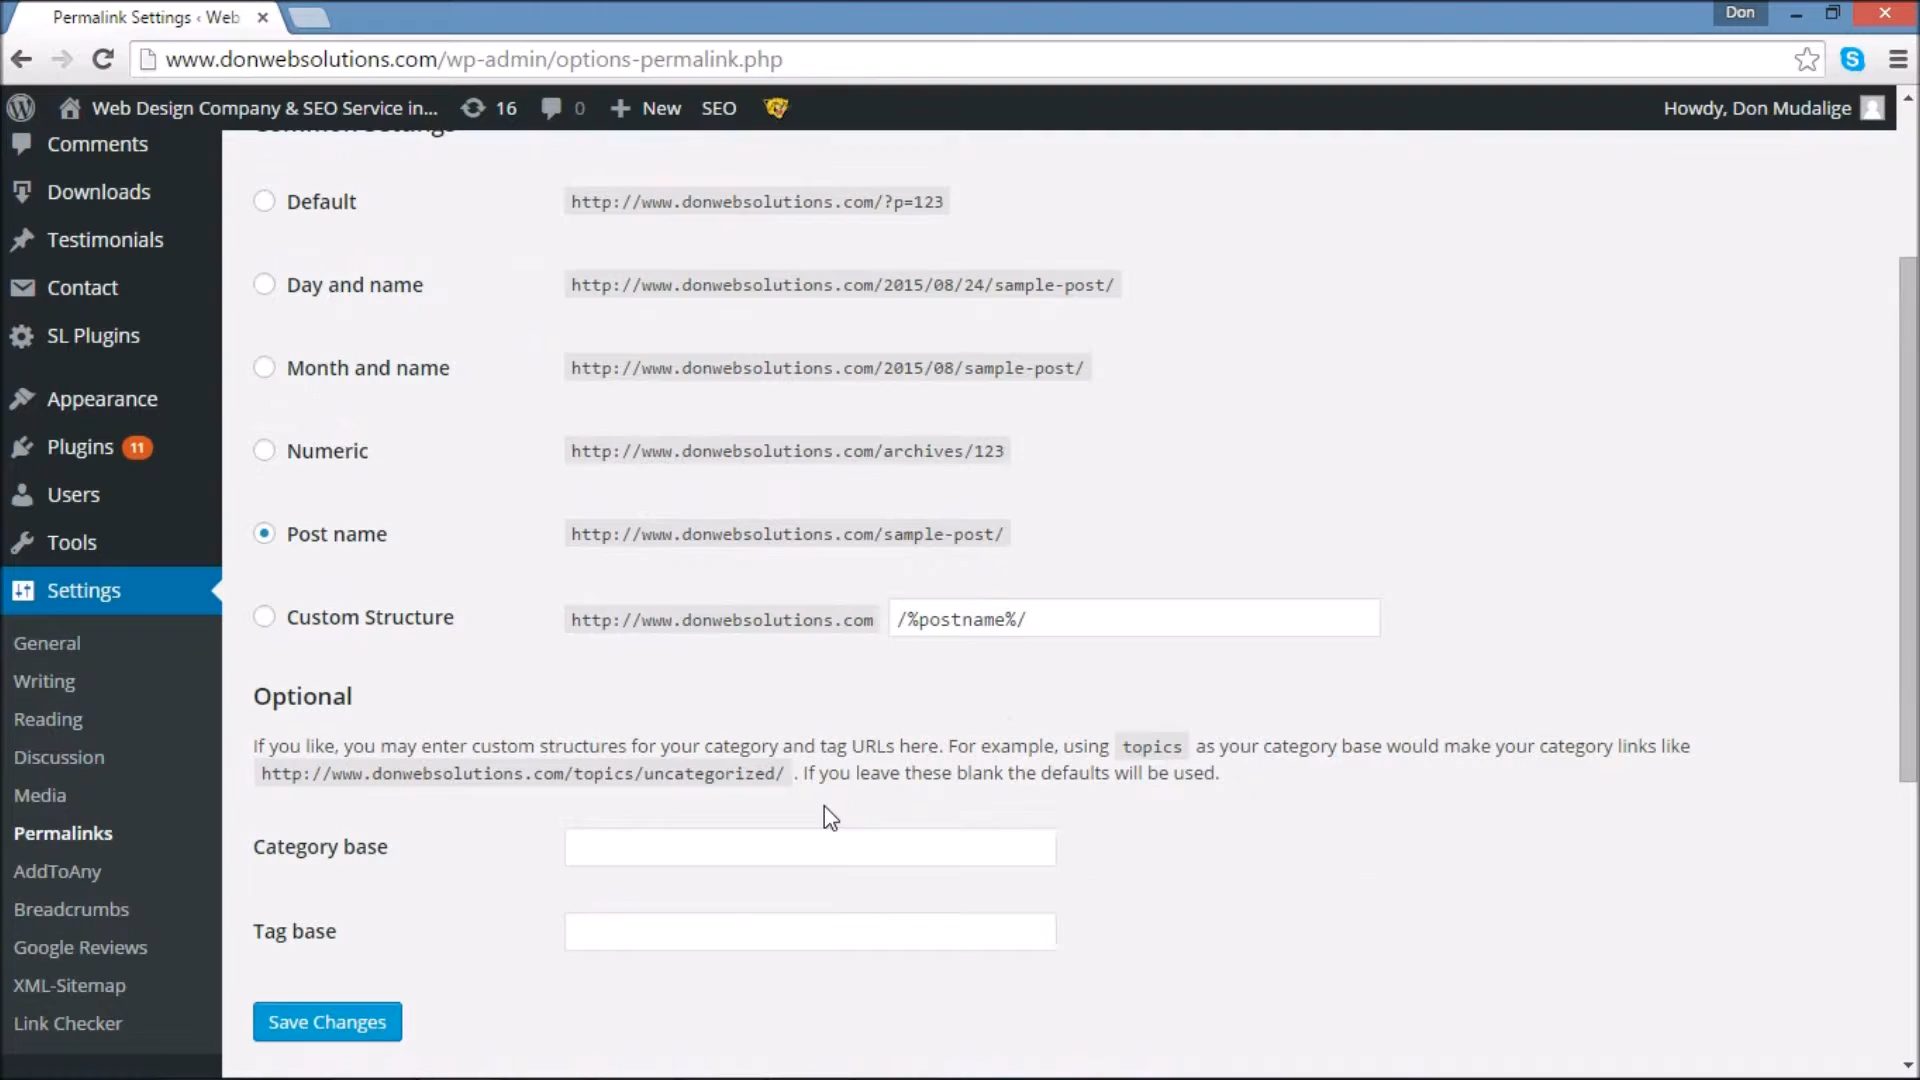 Permalink Settings ‹ Web
Don
www.donwebsolutions.com/wp-admin/options-permalink.php
Web Design Company & SEO Service in... 16 0 New SEO
Howdy, Don Mudalige
Comments
Downloads
Testimonials
Contact
SL Plugins
Appearance
Plugins 11
Users
Tools
Settings
General
Writing
Reading
Discussion
Media
Permalinks
AddToAny
Breadcrumbs
Google Reviews
XML-Sitemap
Link Checker
Common Settings
Default http://www.donwebsolutions.com/?p=123
Day and name http://www.donwebsolutions.com/2015/08/24/sample-post/
Month and name http://www.donwebsolutions.com/2015/08/sample-post/
Numeric http://www.donwebsolutions.com/archives/123
Post name http://www.donwebsolutions.com/sample-post/
Custom Structure http://www.donwebsolutions.com /%postname%/
Optional
If you like, you may enter custom structures for your category and tag URLs here. For example, using topics as your category base would make your category links like
http://www.donwebsolutions.com/topics/uncategorized/ . If you leave these blank the defaults will be used.
Category base
Tag base
Save Changes